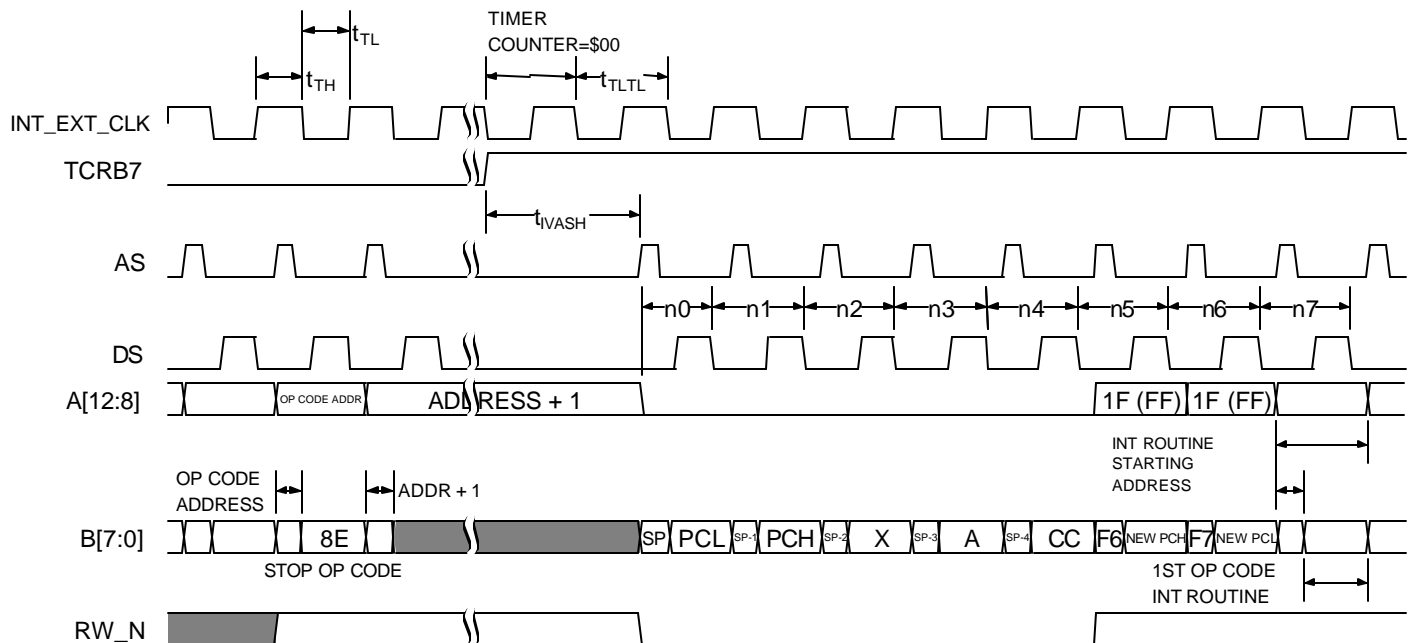 TIMER
COUNTER=$00
tTL
tTH
tTLTL
INT_EXT_CLK
TCRB7
tIVASH
AS
n0 n1 n2 n3 n4 n5 n6 n7
DS
A[12:8] OP CODE ADDR ADDRESS + 1 1F (FF) 1F (FF)
INT ROUTINE
STARTING
ADDRESS
OP CODE
ADDRESS
ADDR + 1
B[7:0] 8E SP PCL SP-1 PCH SP-2 X SP-3 A SP-4 CC F6 NEW PCH F7 NEW PCL
STOP OP CODE
1ST OP CODE
INT ROUTINE
RW_N